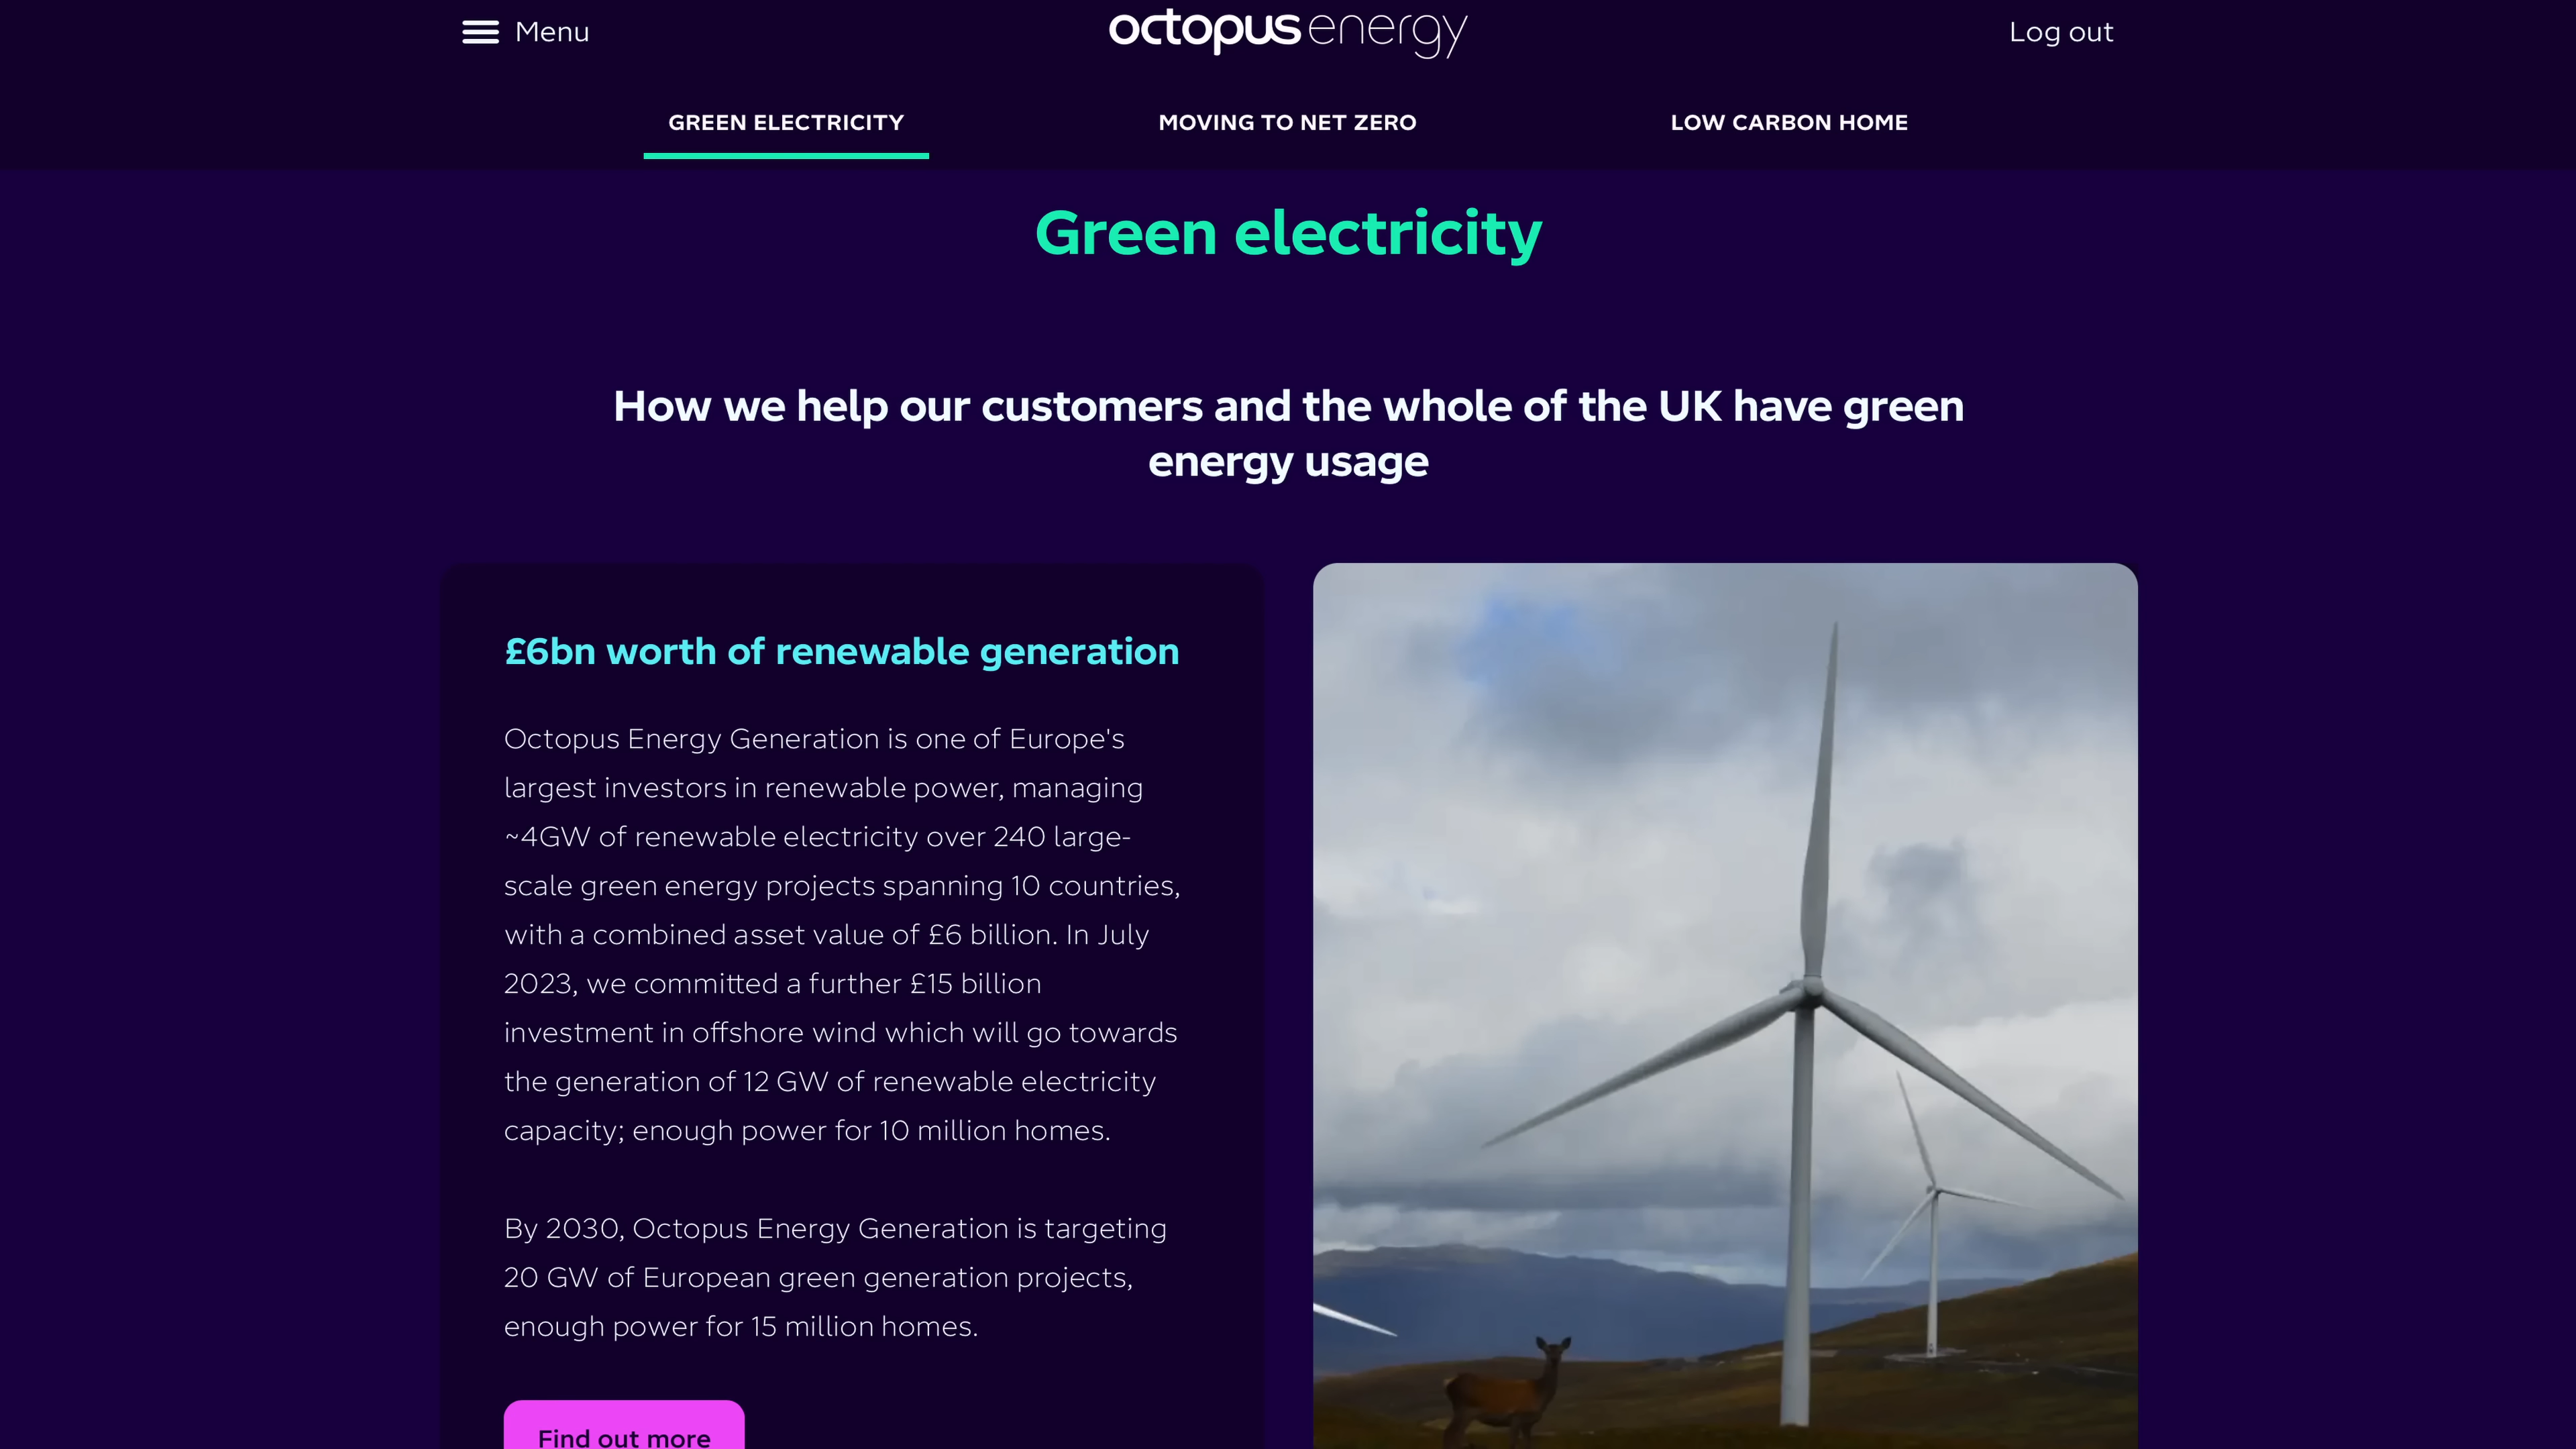 Menu
octopus energy
Log out
GREEN ELECTRICITY
MOVING TO NET ZERO
LOW CARBON HOME
Green electricity
How we help our customers and the whole of the UK have green
energy usage
£6bn worth of renewable generation
Octopus Energy Generation is one of Europe's
largest investors in renewable power, managing
~4GW of renewable electricity over 240 large-
scale green energy projects spanning 10 countries,
with a combined asset value of £6 billion. In July
2023, we committed a further £15 billion
investment in offshore wind which will go towards
the generation of 12 GW of renewable electricity
capacity; enough power for 10 million homes.
By 2030, Octopus Energy Generation is targeting
20 GW of European green generation projects,
enough power for 15 million homes.
Find out more